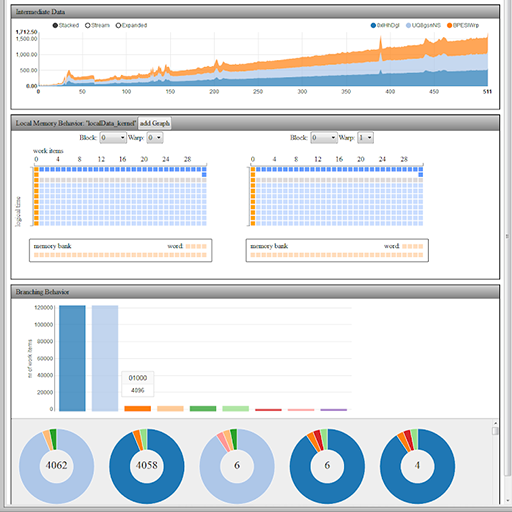 Intermediate Data
Stacked Stream Expanded
UQ8gsnNS BPESIWrp
1,712.50
1,500.00
1,000.00
500.00
0.00
0 50 100 150 200 250 300 350 400 450 511
Local Memory Behavior: "localData_kernel" add Graph
Block: 0 Warp: 0 Block: 0 Warp: 1
work items
0 4 8 12 16 20 24 28 0 4 8 12 16 20 24 28
logical time
memory bank word: memory bank word:
Branching Behavior
nr of work items
120000
100000
80000
60000
40000
20000
0
01000
4096
4062 4058 6 6 4